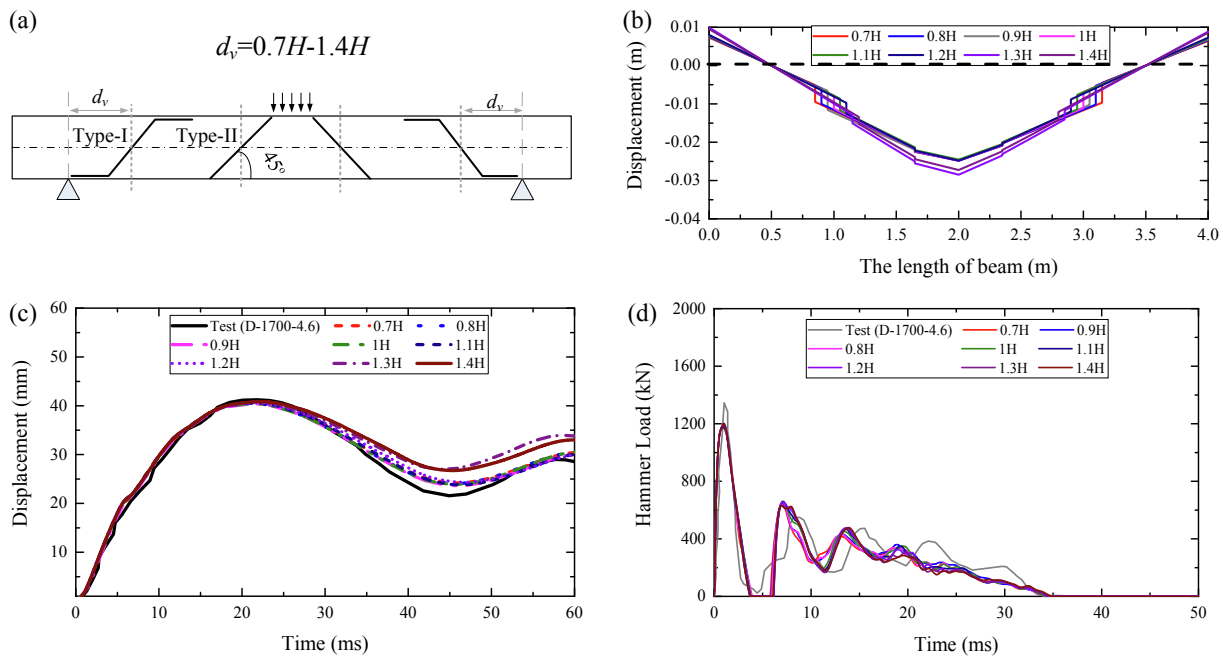 (a)
d_v=0.7H-1.4H
d_v
d_v
Type-I
Type-II
45°
(b)
0.7H 0.8H 0.9H 1H
1.1H 1.2H 1.3H 1.4H
0.01
0.00
-0.01
-0.02
-0.03
-0.04
Displacement (m)
0.0 0.5 1.0 1.5 2.0 2.5 3.0 3.5 4.0
The length of beam (m)
(c)
Test (D-1700-4.6) 0.7H 0.8H
0.9H 1H 1.1H
1.2H 1.3H 1.4H
60
50
40
30
20
10
Displacement (mm)
0 10 20 30 40 50 60
Time (ms)
(d)
Test (D-1700-4.6) 0.7H 0.9H
0.8H 1H 1.1H
1.2H 1.3H 1.4H
2000
1600
1200
800
400
0
Hammer Load (kN)
0 10 20 30 40 50
Time (ms)